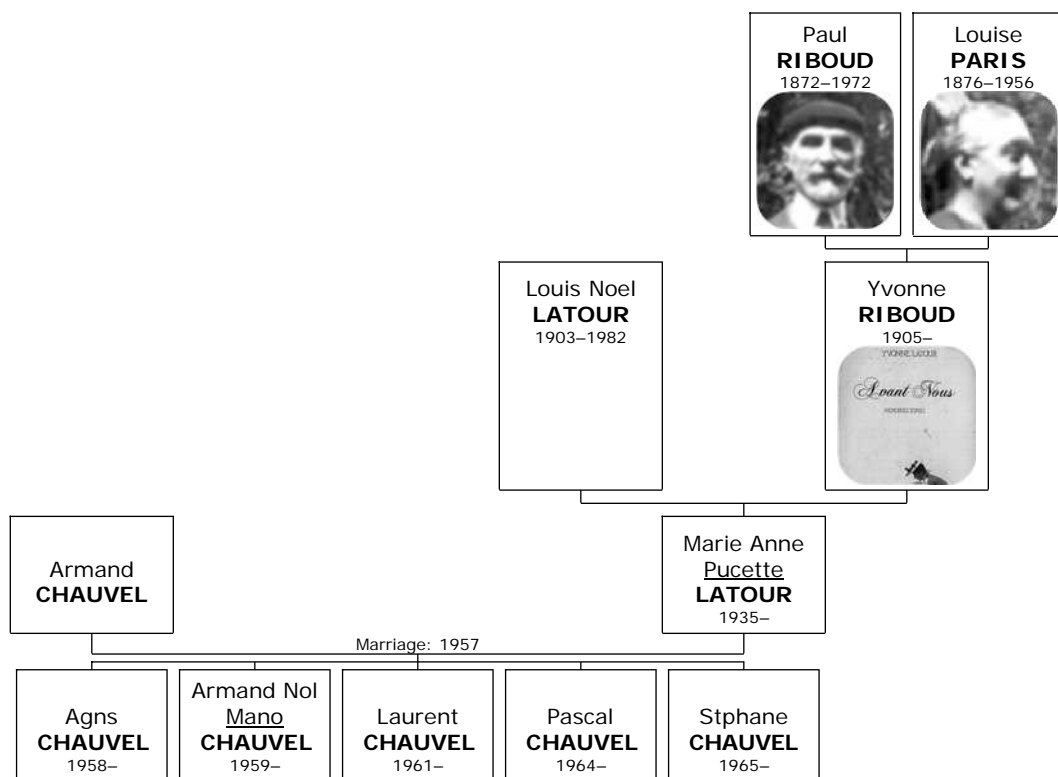 Paul
RIBOUD
1872–1972
Louise
PARIS
1876–1956
Louis Noel
LATOUR
1903–1982
Yvonne
RIBOUD
1905–
YVONNE LATOUR
Avant Nous
Armand
CHAUVEL
Marie Anne
Pucette
LATOUR
1935–
Marriage: 1957
Agns
CHAUVEL
1958–
Armand Nol
Mano
CHAUVEL
1959–
Laurent
CHAUVEL
1961–
Pascal
CHAUVEL
1964–
Stphane
CHAUVEL
1965–